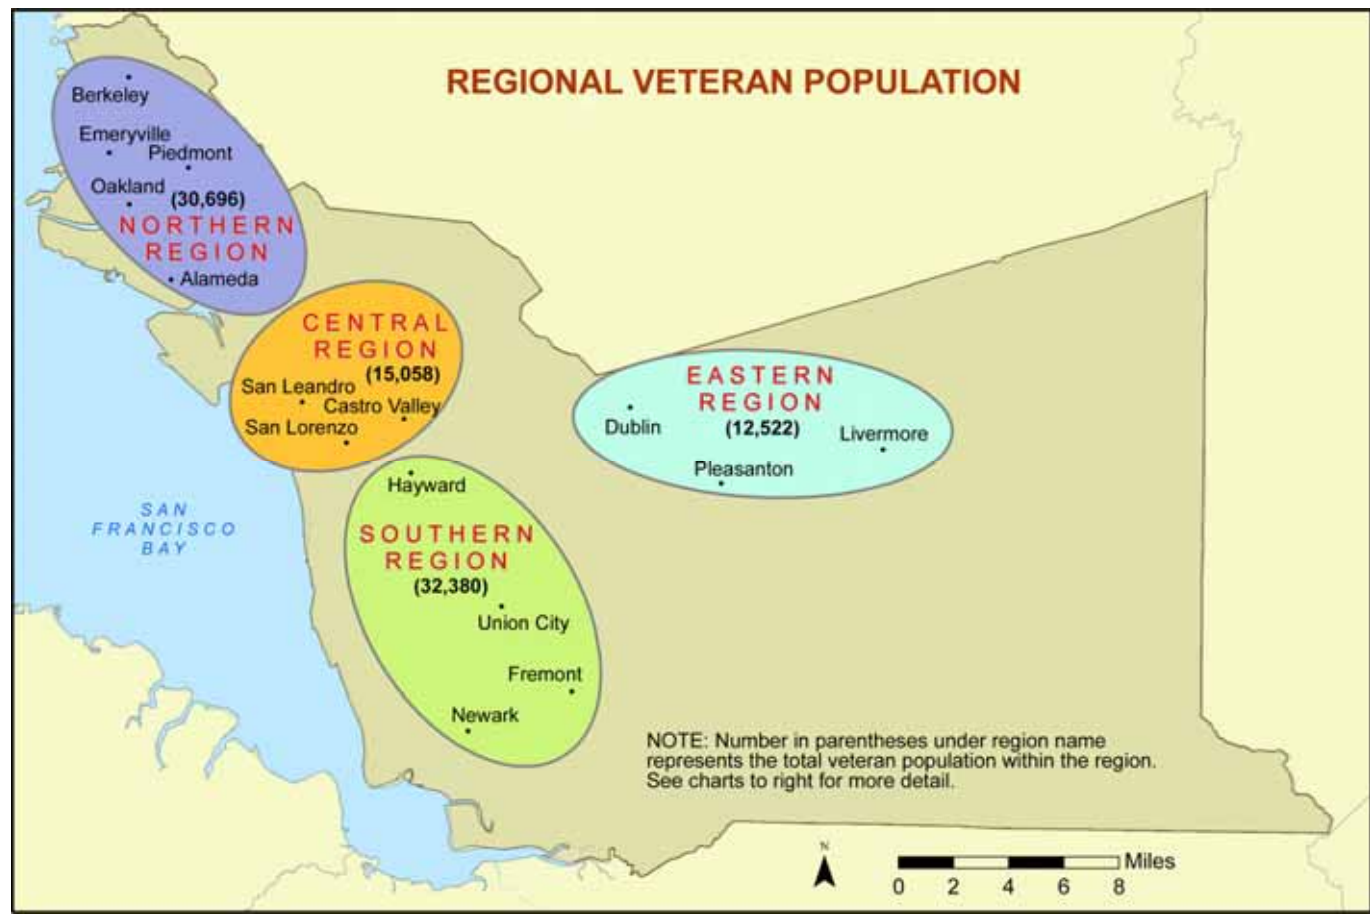 REGIONAL VETERAN POPULATION
Berkeley
Emeryville
Piedmont
Oakland
(30,696)
NORTHERN
REGION
Alameda
CENTRAL
REGION
(15,058)
San Leandro
Castro Valley
San Lorenzo
EASTERN
REGION
(12,522)
Dublin
Livermore
Pleasanton
Hayward
SOUTHERN
REGION
(32,380)
Union City
Fremont
Newark
SAN
FRANCISCO
BAY
NOTE: Number in parentheses under region name
represents the total veteran population within the region.
See charts to right for more detail.
N
Miles
0 2 4 6 8